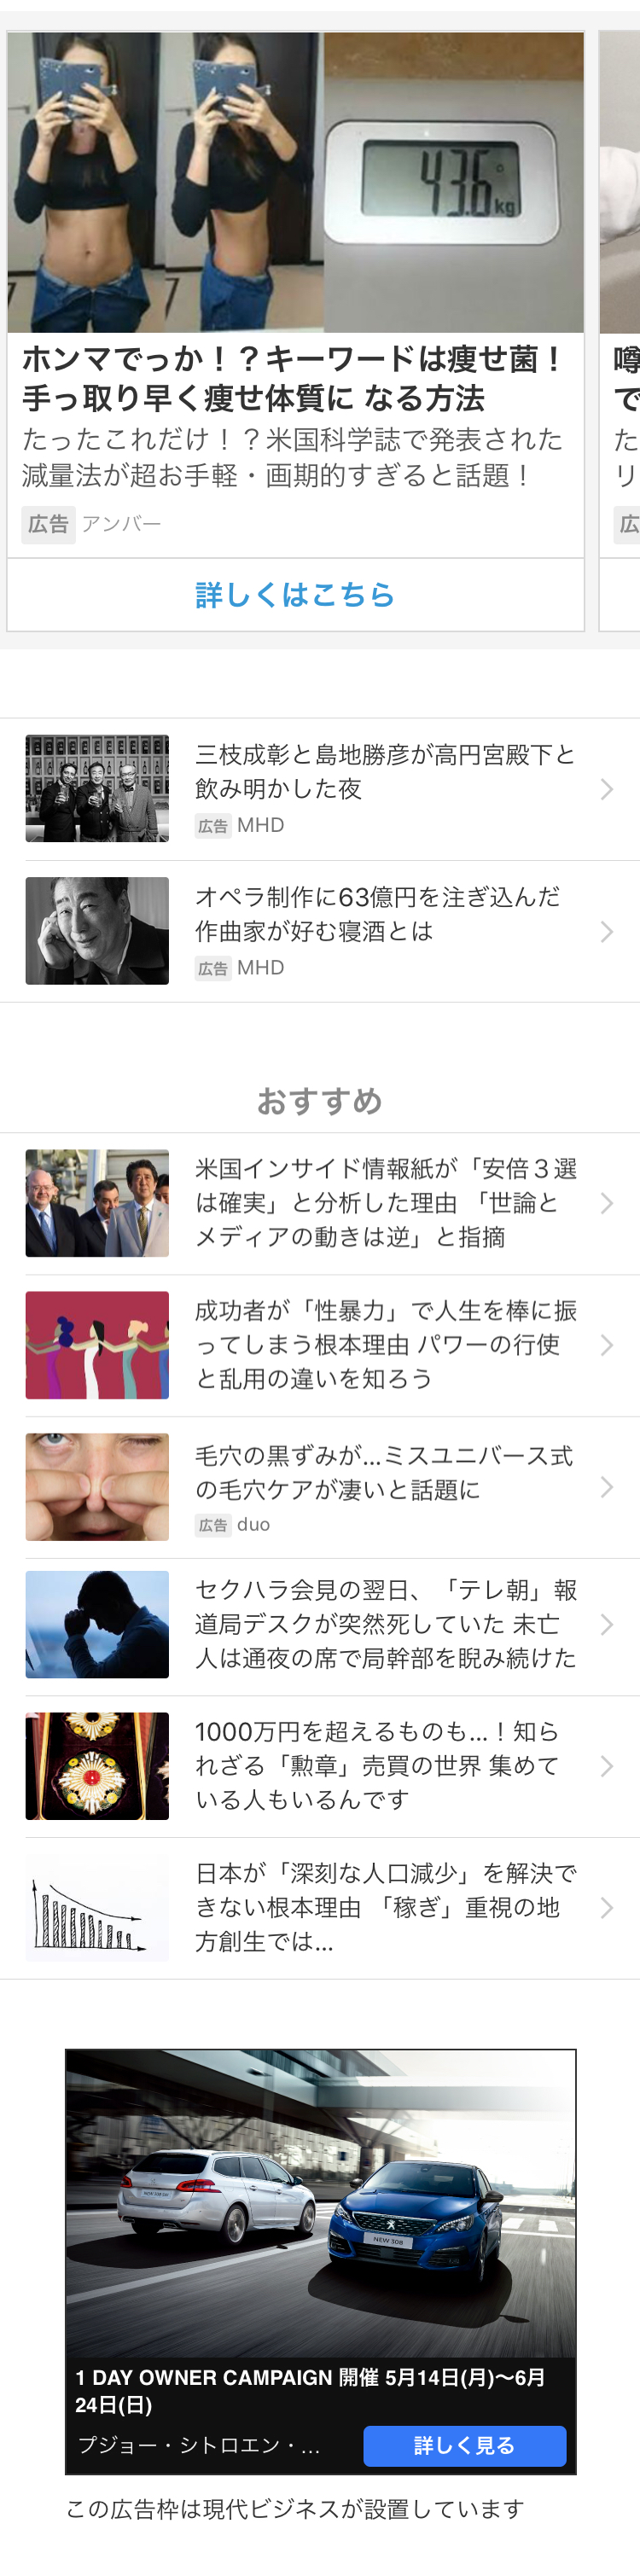 43.6
kg
ホンマでっか！？キーワードは痩せ菌！
手っ取り早く痩せ体質に なる方法
たったこれだけ！？米国科学誌で発表された
減量法が超お手軽・画期的すぎると話題！
広告 アンバー
詳しくはこちら
噂
で
た
リ
広
三枝成彰と島地勝彦が高円宮殿下と
飲み明かした夜
広告 MHD
オペラ制作に63億円を注ぎ込んだ
作曲家が好む寝酒とは
広告 MHD
おすすめ
米国インサイド情報紙が「安倍３選
は確実」と分析した理由 「世論と
メディアの動きは逆」と指摘
成功者が「性暴力」で人生を棒に振
ってしまう根本理由 パワーの行使
と乱用の違いを知ろう
毛穴の黒ずみが...ミスユニバース式
の毛穴ケアが凄いと話題に
広告 duo
セクハラ会見の翌日、「テレ朝」報
道局デスクが突然死していた 未亡
人は通夜の席で局幹部を睨み続けた
1000万円を超えるものも...！知ら
れざる「勲章」売買の世界 集めて
いる人もいるんです
日本が「深刻な人口減少」を解決で
きない根本理由 「稼ぎ」重視の地
方創生では...
NEW 308
1 DAY OWNER CAMPAIGN 開催 5月14日(月)〜6月
24日(日)
プジョー・シトロエン・...
詳しく見る
この広告枠は現代ビジネスが設置しています